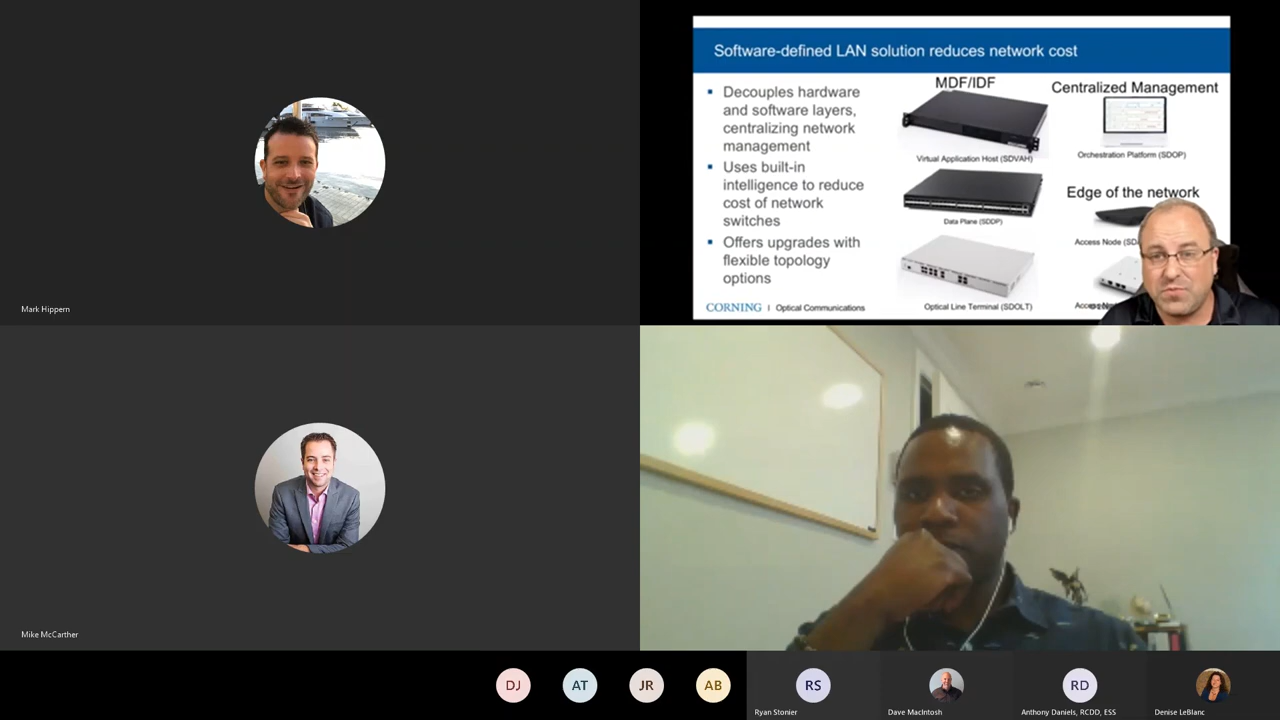 Software-defined LAN solution reduces network cost
Decouples hardware
and software layers,
centralizing network
management
Uses built-in
intelligence to reduce
cost of network
switches
Offers upgrades with
flexible topology
options
MDF/IDF
Virtual Application Host (SDVAH)
Data Plane (SDDP)
Optical Line Terminal (SDOLT)
Centralized Management
Orchestration Platform (SDOP)
Edge of the network
Access Node
CORNING | Optical Communications
Mark Hippern
Mike McCarther
DJ
AT
JR
AB
RS
Ryan Stonier
Dave MacIntosh
RD
Anthony Daniels, RCDD, ESS
Denise LeBlanc